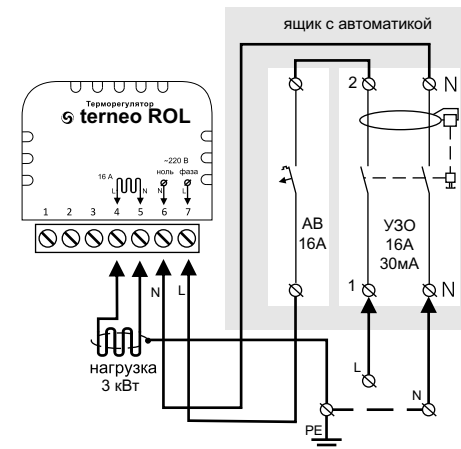 ящик с автоматикой
2
N
Терморегулятор
terneo ROL
~220 В
ноль фаза
16 А
L
N
N
L
1 2 3 4 5 6 7
АВ
16А
УЗО
16А
30мА
1
N
N
L
нагрузка
3 кВт
L
N
PE